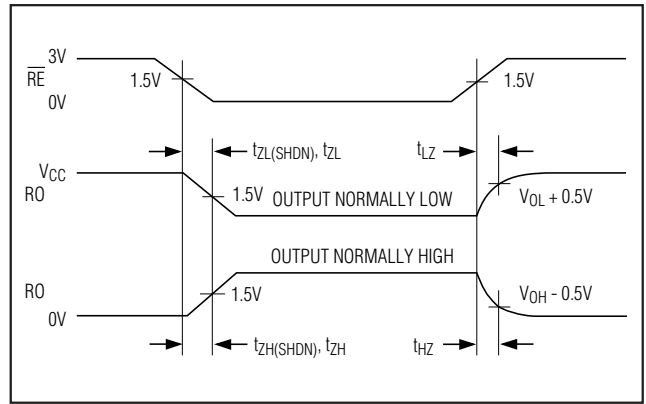 3V
RE
1.5V
1.5V
0V
tZL(SHDN), tZL
tLZ
VCC
RO
1.5V
OUTPUT NORMALLY LOW
VOL + 0.5V
OUTPUT NORMALLY HIGH
RO
1.5V
VOH - 0.5V
0V
tZH(SHDN), tZH
tHZ